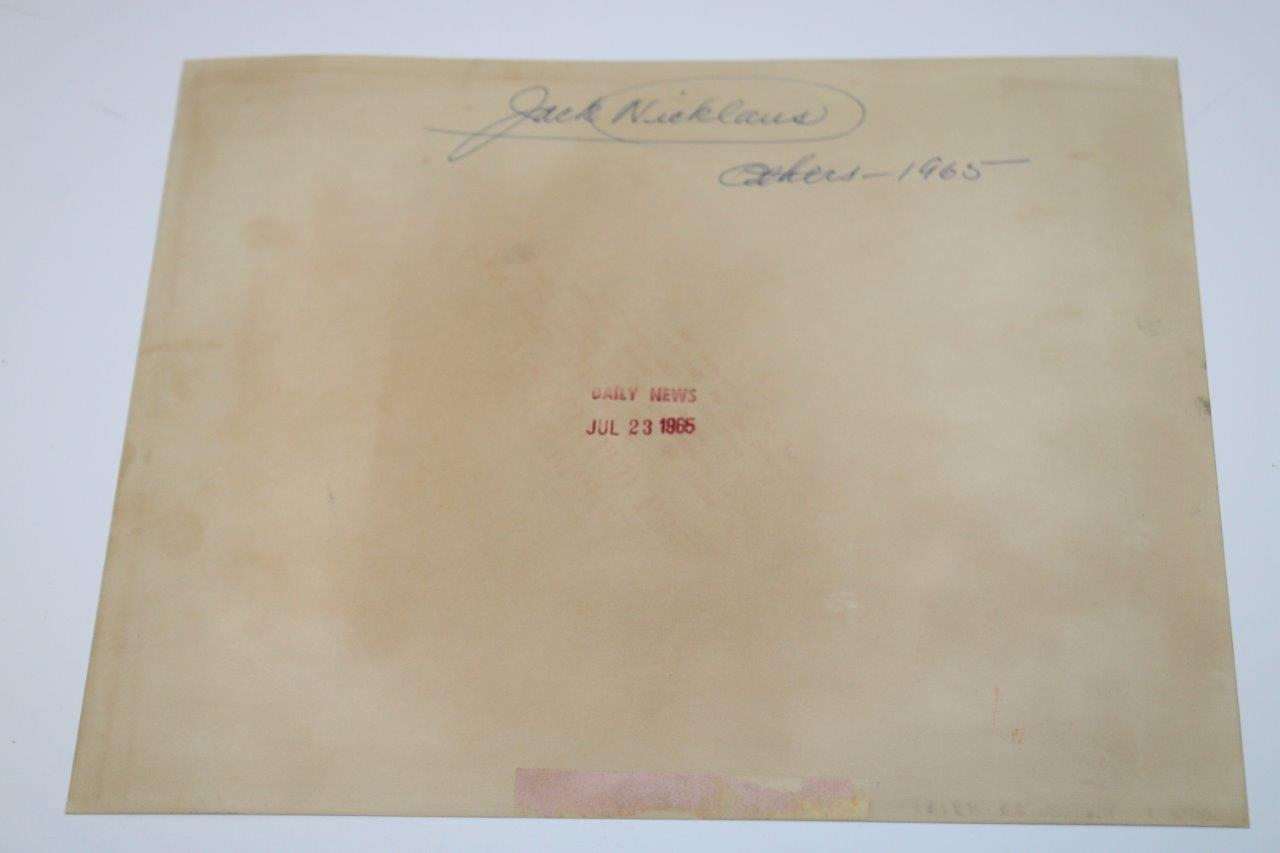 Jack Nicklaus
Others-1965
DAILY NEWS
JUL 23 1965